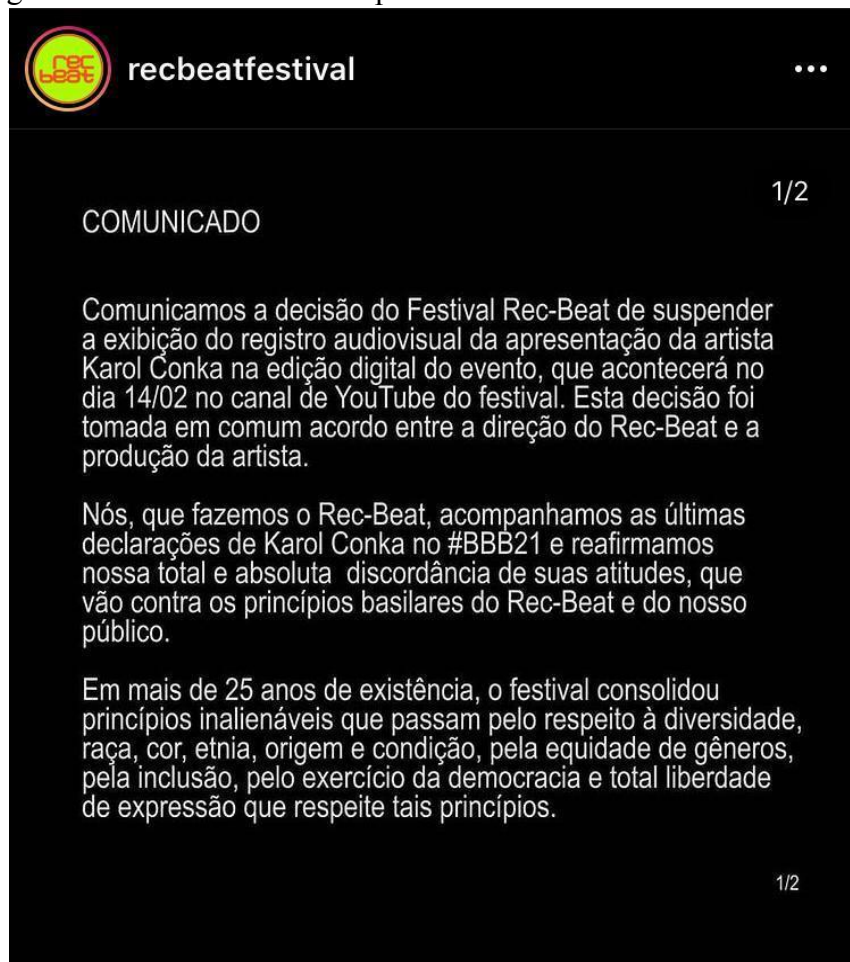 rec
beat
recbeatfestival
1/2
COMUNICADO
Comunicamos a decisão do Festival Rec-Beat de suspender
a exibição do registro audiovisual da apresentação da artista
Karol Conka na edição digital do evento, que acontecerá no
dia 14/02 no canal de YouTube do festival. Esta decisão foi
tomada em comum acordo entre a direção do Rec-Beat e a
produção da artista.
Nós, que fazemos o Rec-Beat, acompanhamos as últimas
declarações de Karol Conka no #BBB21 e reafirmamos
nossa total e absoluta discordância de suas atitudes, que
vão contra os princípios basilares do Rec-Beat e do nosso
público.
Em mais de 25 anos de existência, o festival consolidou
princípios inalienáveis que passam pelo respeito à diversidade,
raça, cor, etnia, origem e condição, pela equidade de gêneros,
pela inclusão, pelo exercício da democracia e total liberdade
de expressão que respeite tais princípios.
1/2